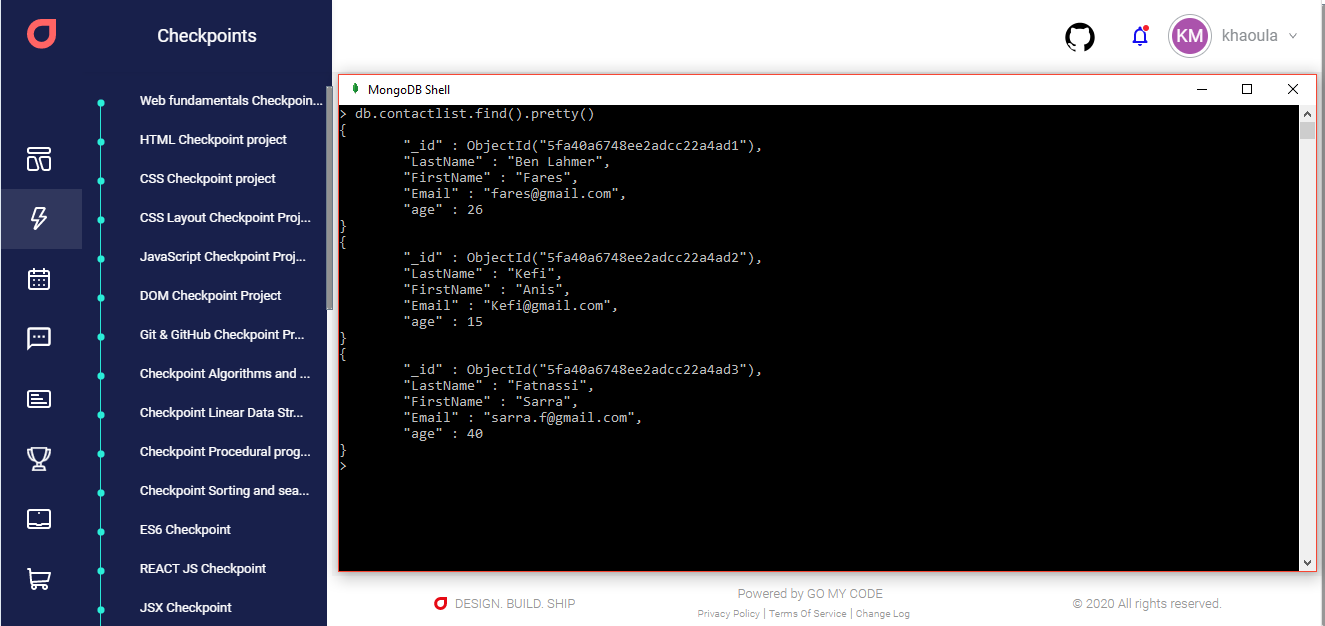 Checkpoints
KM
khaoula
Web fundamentals Checkpoin...
HTML Checkpoint project
CSS Checkpoint project
CSS Layout Checkpoint Proj...
JavaScript Checkpoint Proj...
DOM Checkpoint Project
Git & GitHub Checkpoint Pr...
Checkpoint Algorithms and ...
Checkpoint Linear Data Str...
Checkpoint Procedural prog...
Checkpoint Sorting and sea...
ES6 Checkpoint
REACT JS Checkpoint
JSX Checkpoint
MongoDB Shell
> db.contactlist.find().pretty()
{
"_id" : ObjectId("5fa40a6748ee2adcc22a4ad1"),
"LastName" : "Ben Lahmer",
"FirstName" : "Fares",
"Email" : "fares@gmail.com",
"age" : 26
}
{
"_id" : ObjectId("5fa40a6748ee2adcc22a4ad2"),
"LastName" : "Kefi",
"FirstName" : "Anis",
"Email" : "Kefi@gmail.com",
"age" : 15
}
{
"_id" : ObjectId("5fa40a6748ee2adcc22a4ad3"),
"LastName" : "Fatnassi",
"FirstName" : "Sarra",
"Email" : "sarra.f@gmail.com",
"age" : 40
}
>
DESIGN. BUILD. SHIP
Powered by GO MY CODE
Privacy Policy | Terms Of Service | Change Log
© 2020 All rights reserved.